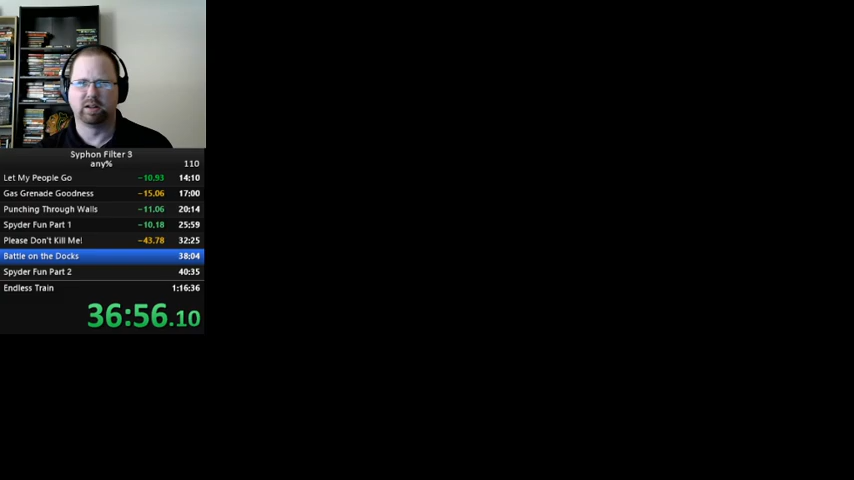 Syphon Filter 3
any% 110
Let My People Go -10.93 14:10
Gas Grenade Goodness -15.06 17:00
Punching Through Walls -11.06 20:14
Spyder Fun Part 1 -10.18 25:59
Please Don't Kill Me! -43.78 32:25
Battle on the Docks 38:04
Spyder Fun Part 2 40:35
Endless Train 1:16:36
36:56.10